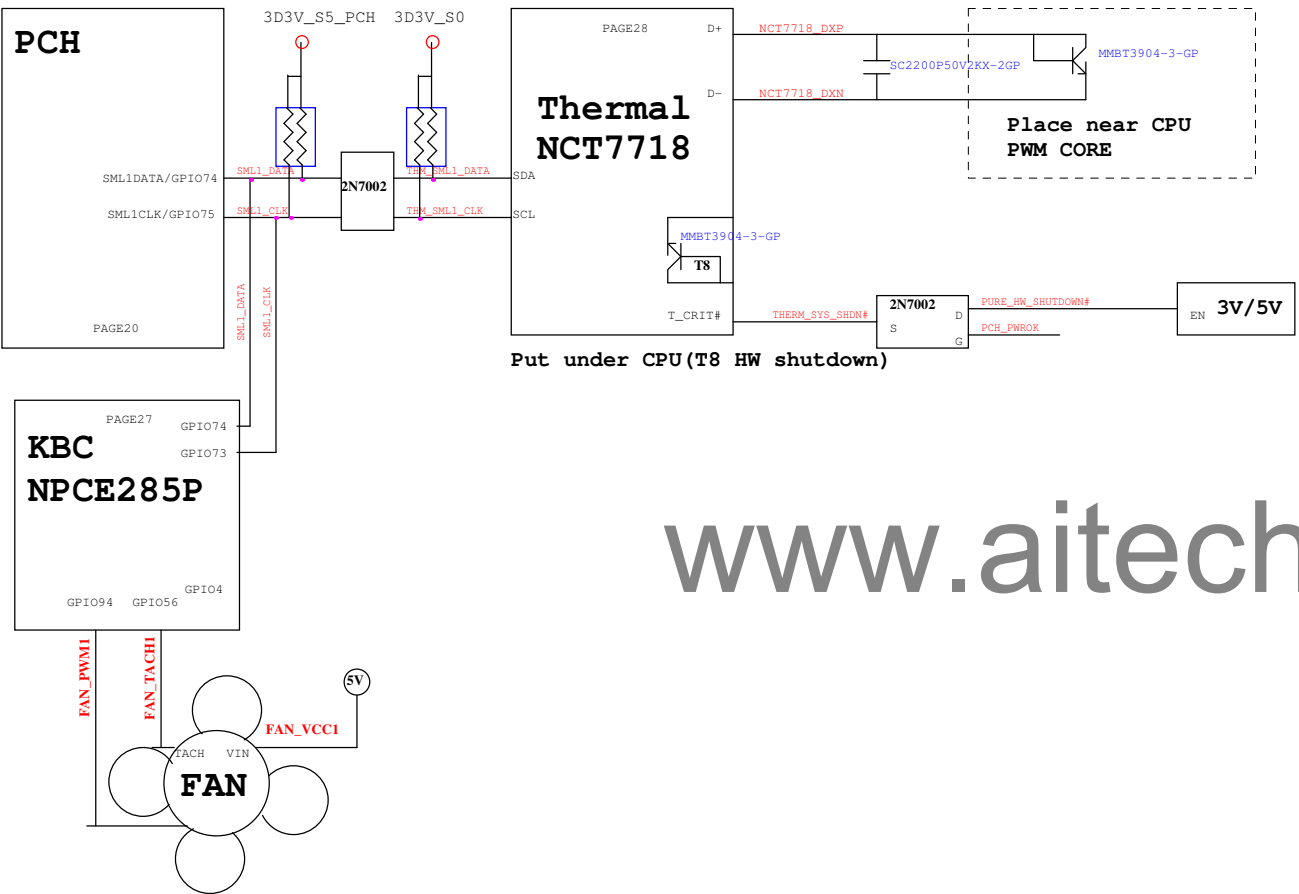 3D3V_S5_PCH 3D3V_S0
PCH
SML1DATA/GPIO74
SML1CLK/GPIO75
PAGE20
SML1_DATA
SML1_CLK
2N7002
THM_SML1_DATA
THM_SML1_CLK
SML1_DATA
SML1_CLK
PAGE28
Thermal
NCT7718
D+
D-
SDA
SCL
T_CRIT#
NCT7718_DXP
NCT7718_DXN
SC2200P50V2KX-2GP
MMBT3904-3-GP
Place near CPU
PWM CORE
MMBT3904-3-GP
T8
THERM_SYS_SHDN#
2N7002
S
D
G
PURE_HW_SHUTDOWN#
PCH_PWROK
EN 3V/5V
Put under CPU(T8 HW shutdown)
PAGE27
KBC
NPCE285P
GPIO74
GPIO73
GPIO4
GPIO94 GPIO56
FAN_PWM1
FAN_TACH1
5V
FAN_VCC1
TACH VIN
FAN
www.aitech